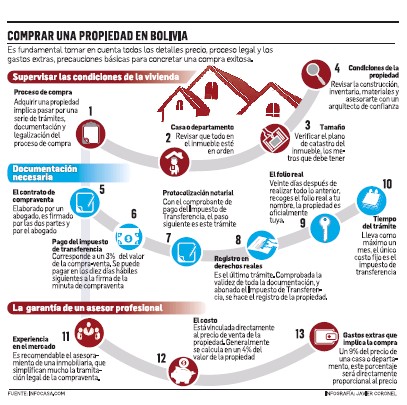 COMPRAR UNA PROPIEDAD EN BOLIVIA
Es fundamental tomar en cuenta todos los detalles precio, proceso legal y los
gastos extras, precauciones básicas para concretar una compra exitosa.
Supervisar las condiciones de la vivienda
Proceso de
compra
Adquirir una propiedad
implica pasar por una
serie de trámites,
documentación y
legalización del
proceso de compra
1
2
Casa o departamento
Revisar que todo en
el inmueble esté
en orden
3
Tamaño
Verificar el plano
de catastro del
inmueble, los me-
tros que debe tener
4
Condiciones de la
propiedad
Revisar la construcción,
inventario, materiales y
asesorarte con un
arquitecto de confianza
Documentación
necesaria
El contrato de
compraventa
Elaborada por un
abogado, es firmado
por las dos partes y
por el abogado
5
6
Pago del impuesto
de transferencia
Corresponde a un 3% del valor
de la compra-venta. Se puede
pagar en los diez días hábiles
siguientes a la firma de la
minuta de compraventa
Protocolización notarial
Con el comprobante de
pago del Impuesto de
Transferencia, el paso
siguiente es este trámite
7
8
Registro en
derechos reales
Es el último trámite. Comprobada la
validez de toda la documentación, y
abonado el Impuesto de Transferen-
cia, se hace el registro de la propiedad.
El folio real
Veinte días después de
realizar todo lo anterior,
recoges el folio real a tu
nombre, la propiedad es
oficialmente
tuya.
9
10
Tiempo
del trámite
Lleva como
máximo un
mes, el único
costo fijo es el
impuesto de
transferencia
La garantía de un asesor profesional
Experiencia
en el mercado
11
Es recomendable el asesora-
miento de una inmobiliaria, que
simplifican mucho la tramita-
ción legal de la compraventa.
12
El costo
Está vinculada directamente
al precio de venta de la
propiedad. Generalmente
se calcula en un 4% del
valor de la propiedad
13
Gastos extras que
implica la compra
Un 9% del precio de
una casa o departa-
mento, este porcentaje
será directamente
proporcional al precio
FUENTE: INFOCASA.COM
INFOGRAFÍA: JAVIER CORONEL